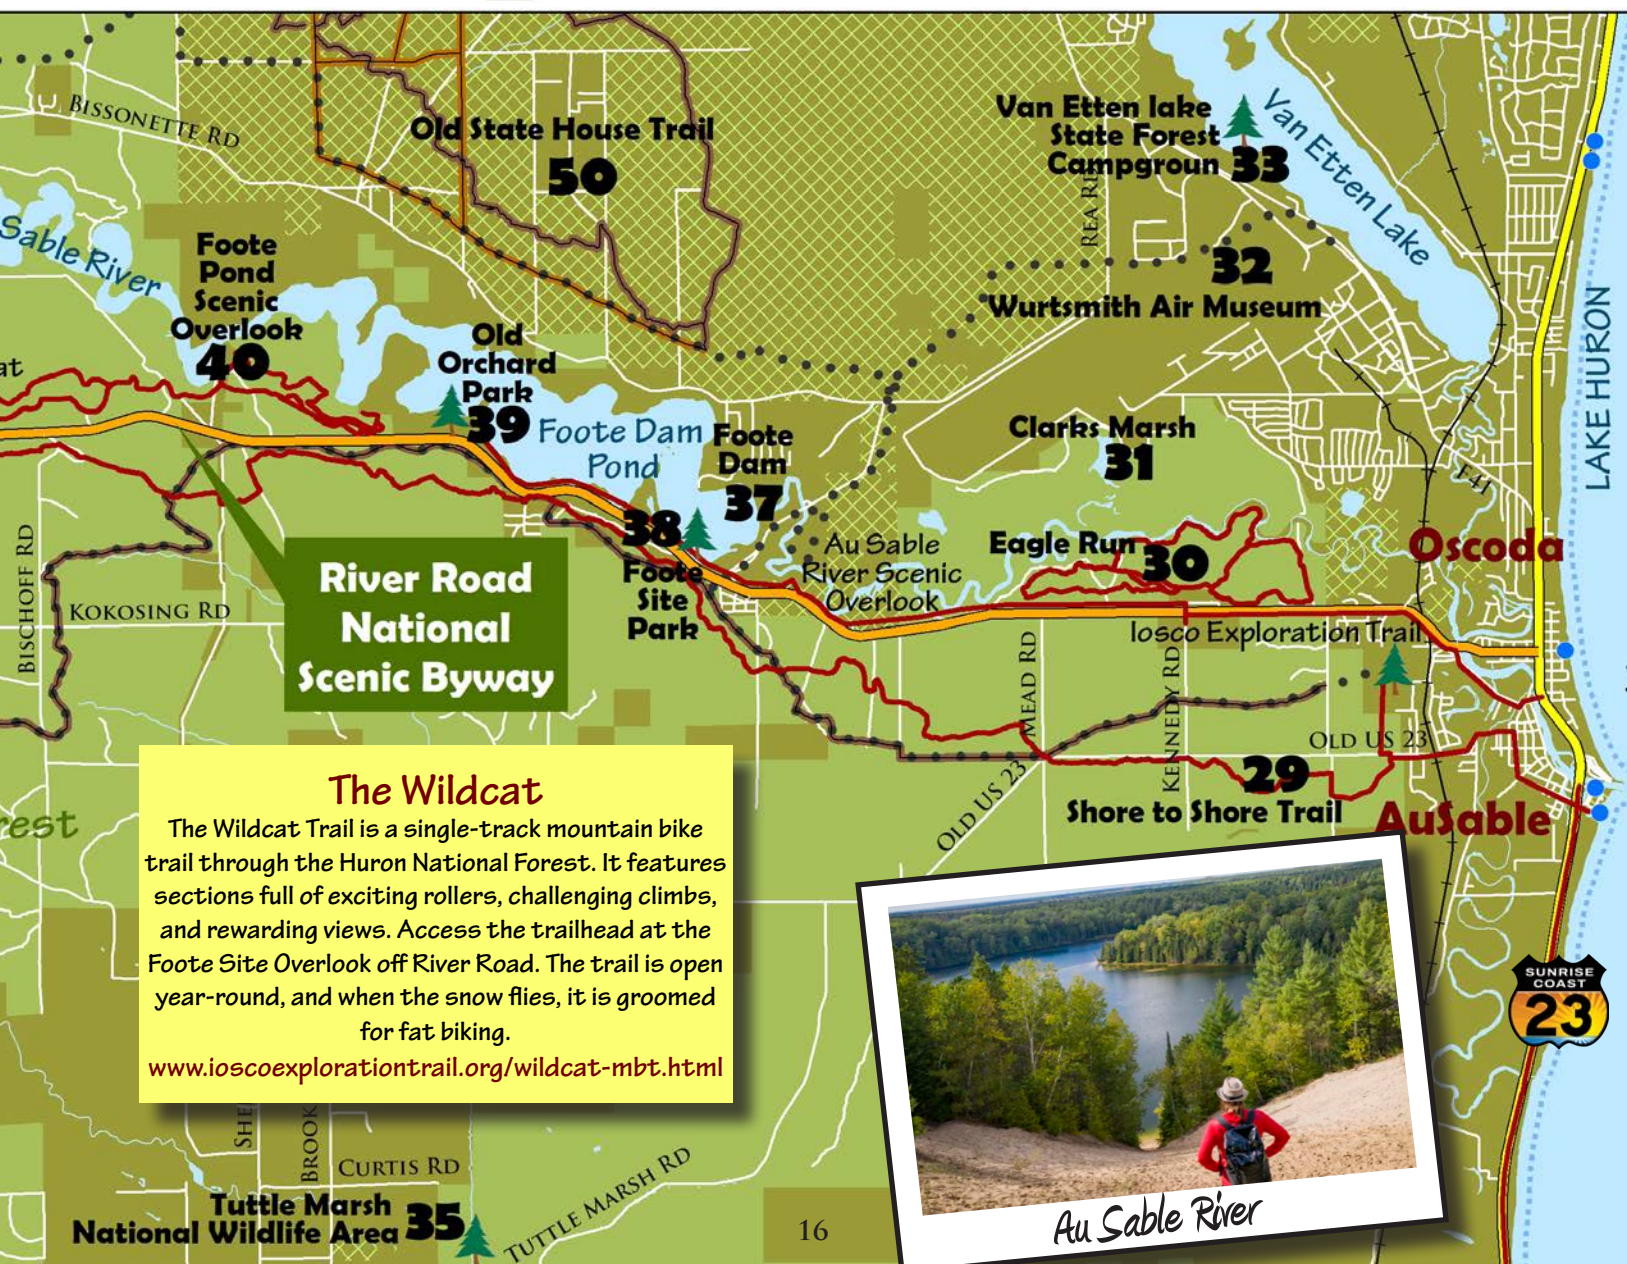 Bissonette Rd
Old State House Trail
50
Van Etten lake
State Forest
Campgroun 33
Van Etten Lake
Rea Rd
32
Wurtsmith Air Museum
Sable River
Foote
Pond
Scenic
Overlook
40
Old
Orchard
Park
39
Foote Dam
Pond
Foote
Dam
37
at
Clarks Marsh
31
F-41
LAKE HURON
38
Foote
Site
Park
Au Sable
River Scenic
Overlook
Eagle Run 30
Oscoda
Iosco Exploration Trail
Bischoff Rd
Kokosing Rd
River Road
National
Scenic Byway
Mead Rd
Kennedy Rd
Old US 23
Old US 23
29
Shore to Shore Trail
AuSable
rest
The Wildcat
The Wildcat Trail is a single-track mountain bike
trail through the Huron National Forest. It features
sections full of exciting rollers, challenging climbs,
and rewarding views. Access the trailhead at the
Foote Site Overlook off River Road. The trail is open
year-round, and when the snow flies, it is groomed
for fat biking.
www.ioscoexplorationtrail.org/wildcat-mbt.html
SUNRISE
COAST
23
She
Brook
Curtis Rd
Tuttle Marsh
National Wildlife Area 35
Tuttle Marsh Rd
16
Au Sable River